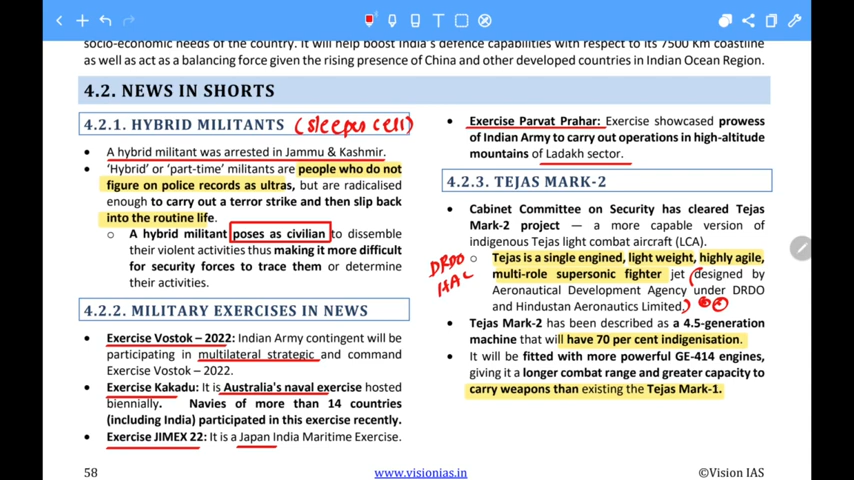 socio-economic needs of the country. It will help boost India's defence capabilities with respect to its 7500 Km coastline
as well as act as a balancing force given the rising presence of China and other developed countries in Indian Ocean Region.
4.2. NEWS IN SHORTS
4.2.1. HYBRID MILITANTS (sleeper cell)
• A hybrid militant was arrested in Jammu & Kashmir.
• 'Hybrid' or 'part-time' militants are people who do not
figure on police records as ultras, but are radicalised
enough to carry out a terror strike and then slip back
into the routine life.
o A hybrid militant poses as civilian to dissemble
their violent activities thus making it more difficult
for security forces to trace them or determine
their activities.
4.2.2. MILITARY EXERCISES IN NEWS
• Exercise Vostok – 2022: Indian Army contingent will be
participating in multilateral strategic and command
Exercise Vostok – 2022.
• Exercise Kakadu: It is Australia's naval exercise hosted
biennially. Navies of more than 14 countries
(including India) participated in this exercise recently.
• Exercise JIMEX 22: It is a Japan India Maritime Exercise.
• Exercise Parvat Prahar: Exercise showcased prowess
of Indian Army to carry out operations in high-altitude
mountains of Ladakh sector.
4.2.3. TEJAS MARK-2
• Cabinet Committee on Security has cleared Tejas
Mark-2 project — a more capable version of
indigenous Tejas light combat aircraft (LCA).
o Tejas is a single engined, light weight, highly agile,
multi-role supersonic fighter jet designed by
Aeronautical Development Agency under DRDO
and Hindustan Aeronautics Limited.
DRDO
HAL
• Tejas Mark-2 has been described as a 4.5-generation
machine that will have 70 per cent indigenisation.
• It will be fitted with more powerful GE-414 engines,
giving it a longer combat range and greater capacity to
carry weapons than existing the Tejas Mark-1.
58
www.visionias.in
©Vision IAS